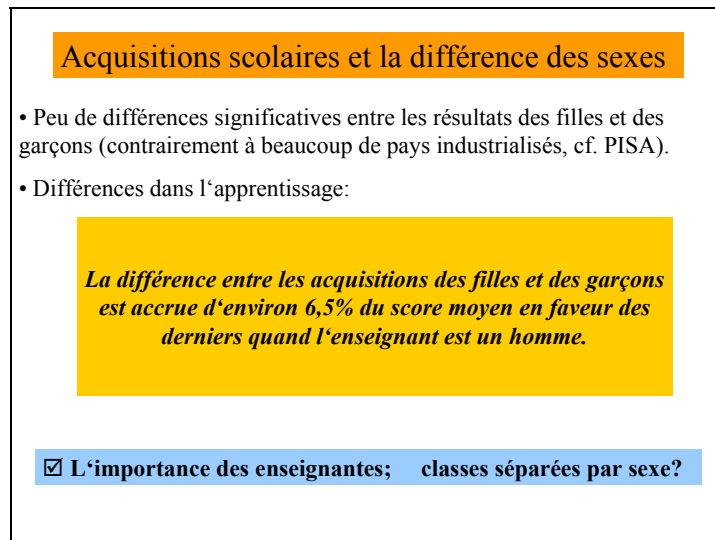 Acquisitions scolaires et la différence des sexes
• Peu de différences significatives entre les résultats des filles et des
garçons (contrairement à beaucoup de pays industrialisés, cf. PISA).
• Différences dans l‘apprentissage:
La différence entre les acquisitions des filles et des garçons
est accrue d‘environ 6,5% du score moyen en faveur des
derniers quand l‘enseignant est un homme.
☑ L‘importance des enseignantes; classes séparées par sexe?